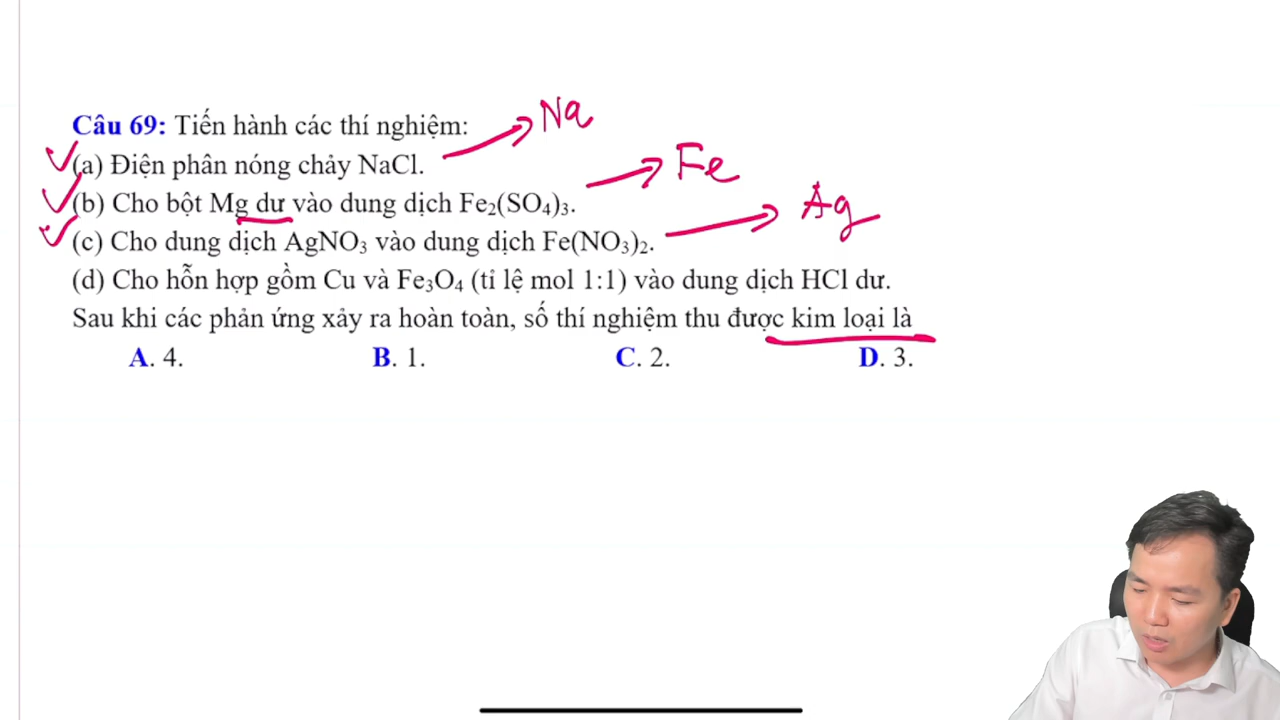 Câu 69: Tiến hành các thí nghiệm:
Na
(a) Điện phân nóng chảy NaCl.
Fe
(b) Cho bột Mg dư vào dung dịch Fe₂(SO₄)₃.
Ag
(c) Cho dung dịch AgNO₃ vào dung dịch Fe(NO₃)₂.
(d) Cho hỗn hợp gồm Cu và Fe₃O₄ (tỉ lệ mol 1:1) vào dung dịch HCl dư.
Sau khi các phản ứng xảy ra hoàn toàn, số thí nghiệm thu được kim loại là
A. 4. B. 1. C. 2. D. 3.